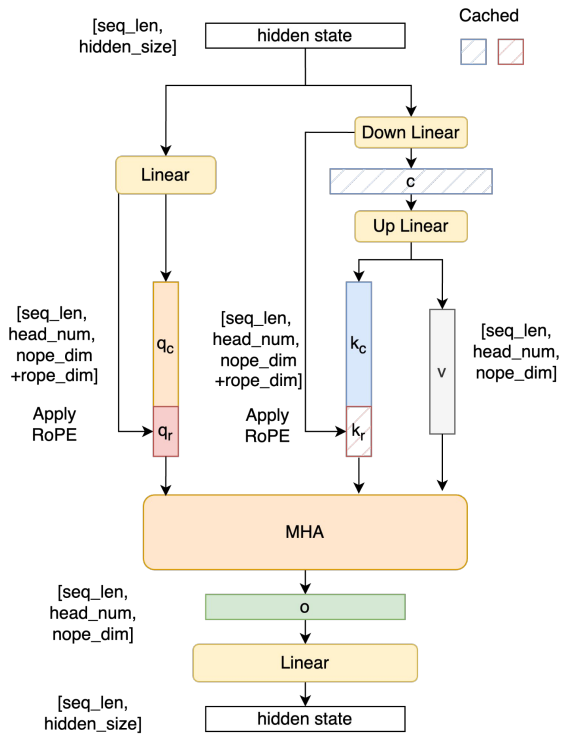 [seq_len,
hidden_size]
hidden state
Cached
Down Linear
Linear
c
Up Linear
[seq_len,
head_num,
nope_dim
+rope_dim]
q_c
[seq_len,
head_num,
nope_dim
+rope_dim]
k_c
v
[seq_len,
head_num,
nope_dim]
Apply
RoPE
q_r
Apply
RoPE
k_r
MHA
[seq_len,
head_num,
nope_dim]
o
Linear
[seq_len,
hidden_size]
hidden state